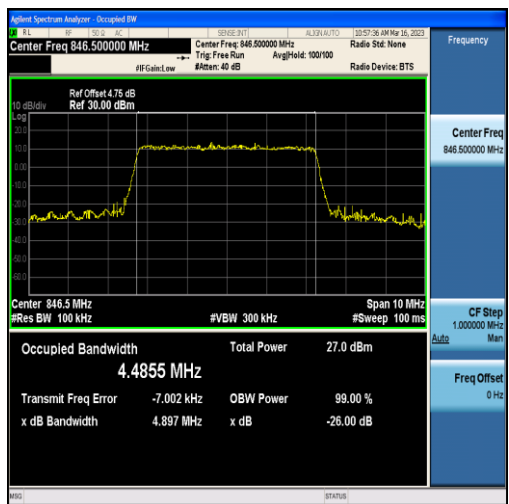 Agilent Spectrum Analyzer - Occupied BW
RL RF 50 Ω AC SENSE:INT ALIGN AUTO 10:57:36 AM Mar 16, 2023
Center Freq 846.500000 MHz Center Freq: 846.500000 MHz Radio Std: None Frequency
Trig: Free Run Avg|Hold: 100/100
#IFGain:Low #Atten: 40 dB Radio Device: BTS
Ref Offset 4.75 dB
10 dB/div Ref 30.00 dBm
Log
20.0
10.0
0.00
-10.0
-20.0
-30.0
-40.0
-50.0
-60.0
Center Freq
846.500000 MHz
Center 846.5 MHz Span 10 MHz
#Res BW 100 kHz #VBW 300 kHz #Sweep 100 ms
CF Step
1.000000 MHz
Auto Man
Occupied Bandwidth Total Power 27.0 dBm
4.4855 MHz
Transmit Freq Error -7.002 kHz OBW Power 99.00 %
x dB Bandwidth 4.897 MHz x dB -26.00 dB
Freq Offset
0 Hz
MSG STATUS